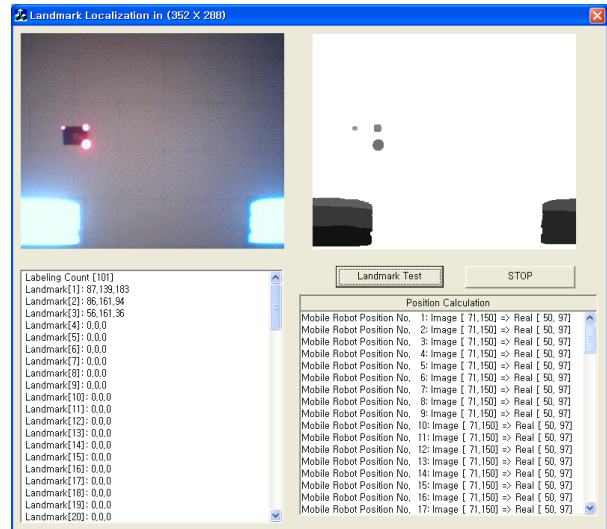 Landmark Localization in (352 X 288)
Labeling Count [101]
Landmark[1]: 87,139,183
Landmark[2]: 86,161,94
Landmark[3]: 56,161,36
Landmark[4]: 0,0,0
Landmark[5]: 0,0,0
Landmark[6]: 0,0,0
Landmark[7]: 0,0,0
Landmark[8]: 0,0,0
Landmark[9]: 0,0,0
Landmark[10]: 0,0,0
Landmark[11]: 0,0,0
Landmark[12]: 0,0,0
Landmark[13]: 0,0,0
Landmark[14]: 0,0,0
Landmark[15]: 0,0,0
Landmark[16]: 0,0,0
Landmark[17]: 0,0,0
Landmark[18]: 0,0,0
Landmark[19]: 0,0,0
Landmark[20]: 0,0,0
Landmark Test
STOP
Position Calculation
Mobile Robot Position No, 1: Image [ 71,150] => Real [ 50, 97]
Mobile Robot Position No, 2: Image [ 71,150] => Real [ 50, 97]
Mobile Robot Position No, 3: Image [ 71,150] => Real [ 50, 97]
Mobile Robot Position No, 4: Image [ 71,150] => Real [ 50, 97]
Mobile Robot Position No, 5: Image [ 71,150] => Real [ 50, 97]
Mobile Robot Position No, 6: Image [ 71,150] => Real [ 50, 97]
Mobile Robot Position No, 7: Image [ 71,150] => Real [ 50, 97]
Mobile Robot Position No, 8: Image [ 71,150] => Real [ 50, 97]
Mobile Robot Position No, 9: Image [ 71,150] => Real [ 50, 97]
Mobile Robot Position No, 10: Image [ 71,150] => Real [ 50, 97]
Mobile Robot Position No, 11: Image [ 71,150] => Real [ 50, 97]
Mobile Robot Position No, 12: Image [ 71,150] => Real [ 50, 97]
Mobile Robot Position No, 13: Image [ 71,150] => Real [ 50, 97]
Mobile Robot Position No, 14: Image [ 71,150] => Real [ 50, 97]
Mobile Robot Position No, 15: Image [ 71,150] => Real [ 50, 97]
Mobile Robot Position No, 16: Image [ 71,150] => Real [ 50, 97]
Mobile Robot Position No, 17: Image [ 71,150] => Real [ 50, 97]